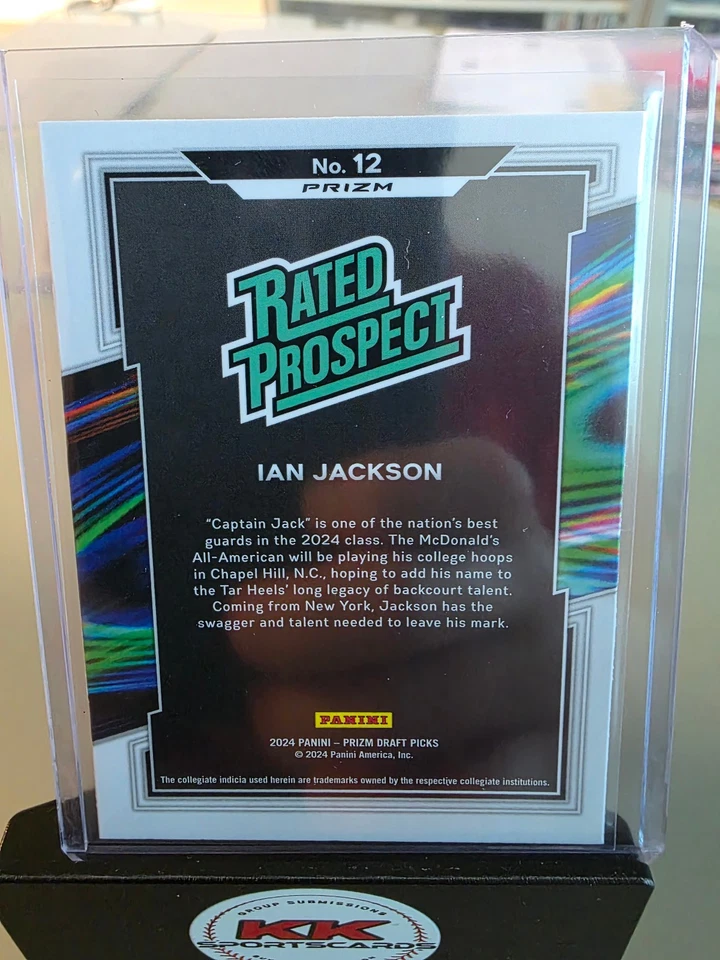 No. 12
PRIZM
RATED
PROSPECT
IAN JACKSON
"Captain Jack" is one of the nation's best
guards in the 2024 class. The McDonald's
All-American will be playing his college hoops
in Chapel Hill, N.C., hoping to add his name to
the Tar Heels' long legacy of backcourt talent.
Coming from New York, Jackson has the
swagger and talent needed to leave his mark.
PANINI
2024 PANINI – PRIZM DRAFT PICKS
© 2024 Panini America, Inc.
The collegiate indicia used herein are trademarks owned by the respective collegiate institutions.
GROUP SUBMISSIONS
KK
SPORTSCARDS